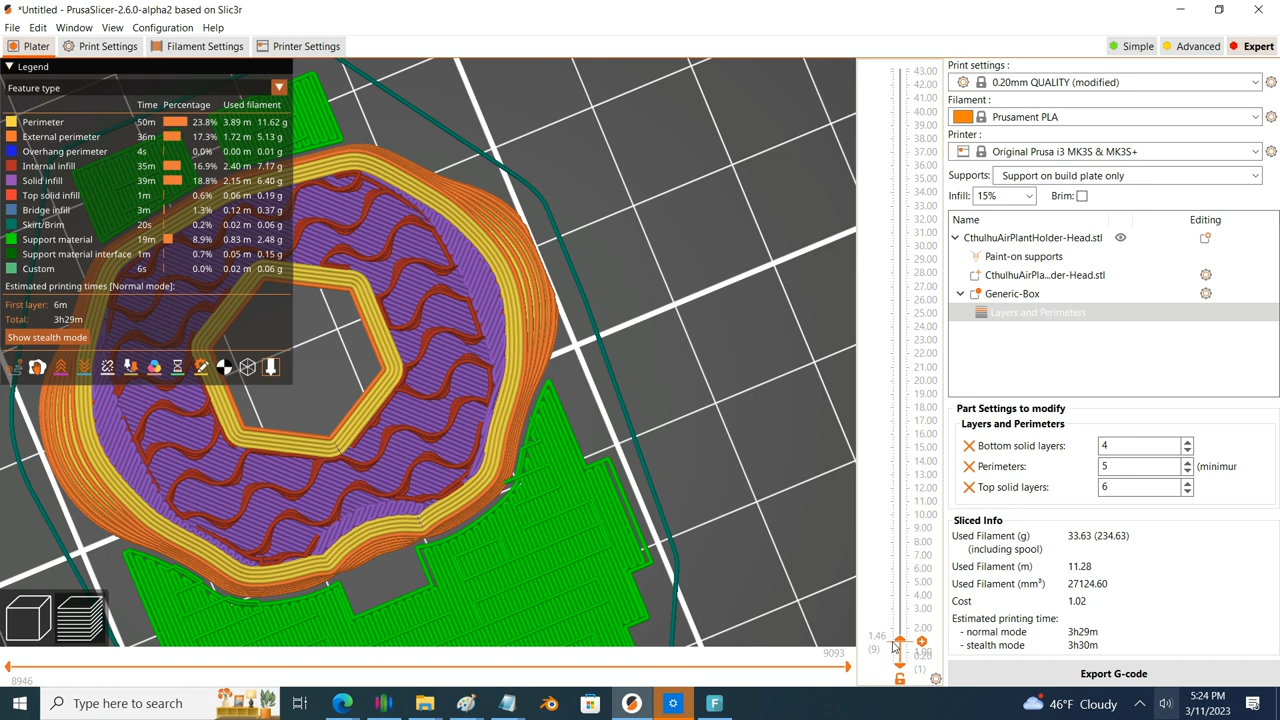 *Untitled - PrusaSlicer-2.6.0-alpha2 based on Slic3r
File Edit Window View Configuration Help
Plater Print Settings Filament Settings Printer Settings Simple Advanced Expert
Legend
Feature type
Time Percentage Used filament
Perimeter 50m 23.8% 3.89 m 11.62 g
External perimeter 36m 17.3% 1.72 m 5.13 g
Overhang perimeter 4s 0.0% 0.00 m 0.01 g
Internal infill 35m 16.9% 2.40 m 7.17 g
Solid infill 39m 18.8% 2.15 m 6.40 g
Top solid infill 1m 0.6% 0.06 m 0.19 g
Bridge infill 3m 1.3% 0.12 m 0.37 g
Skirt/Brim 20s 0.2% 0.02 m 0.06 g
Support material 19m 8.9% 0.83 m 2.48 g
Support material interface 1m 0.7% 0.05 m 0.15 g
Custom 6s 0.0% 0.02 m 0.06 g
Estimated printing times [Normal mode]:
First layer: 6m
Total: 3h29m
Show stealth mode
43.00
42.00
41.00
40.00
39.00
38.00
37.00
36.00
35.00
34.00
33.00
32.00
31.00
30.00
29.00
28.00
27.00
26.00
25.00
24.00
23.00
22.00
21.00
20.00
19.00
18.00
17.00
16.00
15.00
14.00
13.00
12.00
11.00
10.00
9.00
8.00
7.00
6.00
5.00
4.00
3.00
2.00
1.46
(9)
1.00
0.20
(1)
9093
8946
Print settings :
0.20mm QUALITY (modified)
Filament :
Prusament PLA
Printer :
Original Prusa i3 MK3S & MK3S+
Supports: Support on build plate only
Infill: 15% Brim:
Name Editing
CthulhuAirPlantHolder-Head.stl
Paint-on supports
CthulhuAirPla...der-Head.stl
Generic-Box
Layers and Perimeters
Part Settings to modify
Layers and Perimeters
Bottom solid layers: 4
Perimeters: 5 (minimur
Top solid layers: 6
Sliced Info
Used Filament (g) 33.63 (234.63)
(including spool)
Used Filament (m) 11.28
Used Filament (mm³) 27124.60
Cost 1.02
Estimated printing time:
- normal mode 3h29m
- stealth mode 3h30m
Export G-code
Type here to search
46°F Cloudy
5:24 PM
3/11/2023